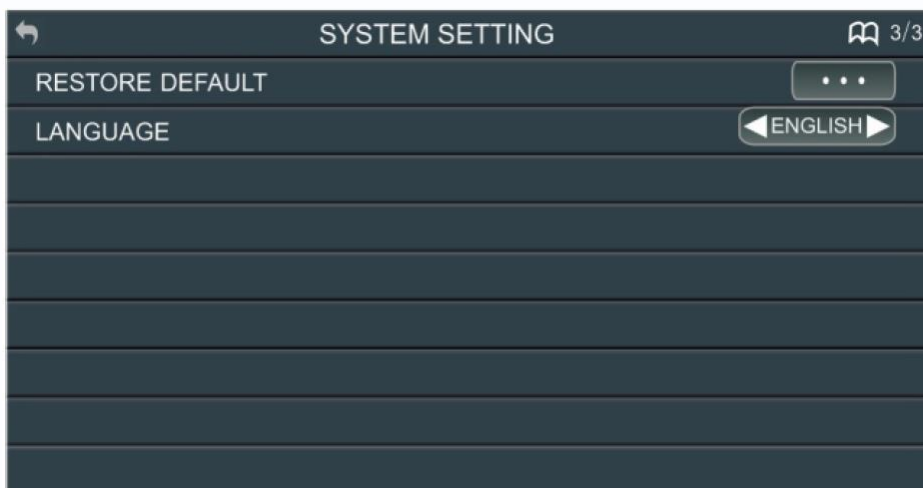 SYSTEM SETTING 3/3
RESTORE DEFAULT ...
LANGUAGE ENGLISH